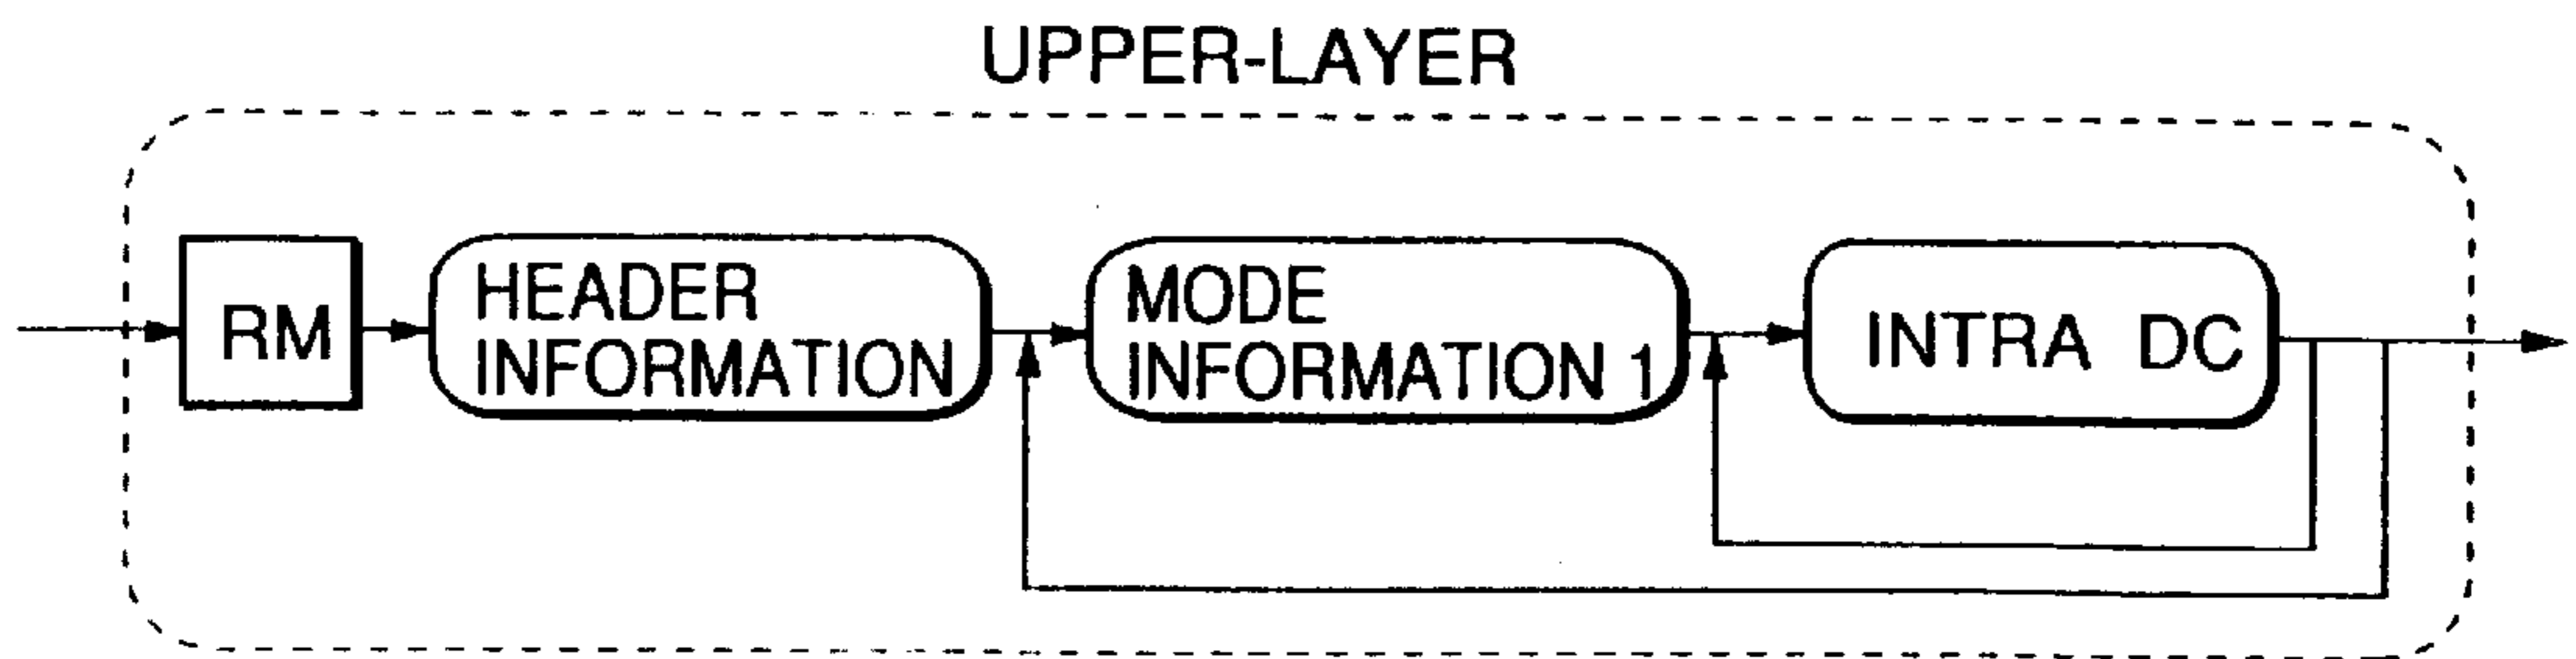 UPPER-LAYER
RM
HEADER
INFORMATION
MODE
INFORMATION 1
INTRA DC